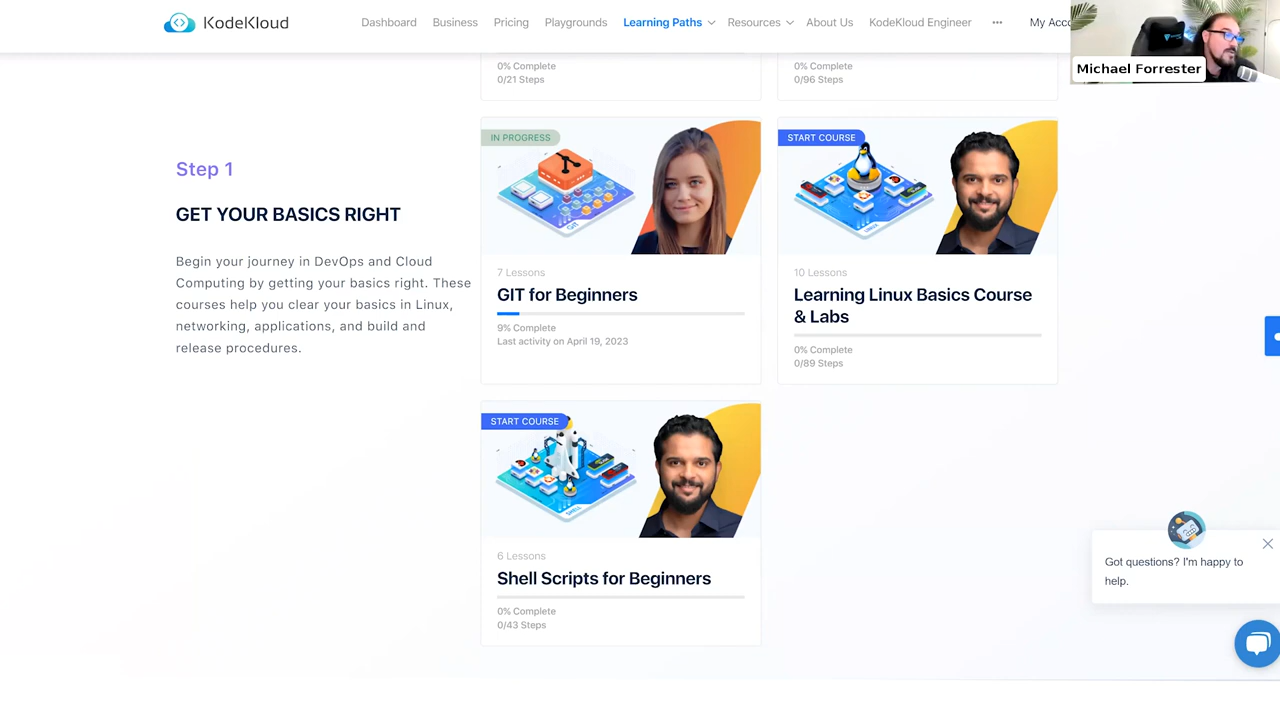 KodeKloud
Dashboard
Business
Pricing
Playgrounds
Learning Paths
Resources
About Us
KodeKloud Engineer
My Acco
Michael Forrester
0% Complete
0/21 Steps
0% Complete
0/96 Steps
Step 1
GET YOUR BASICS RIGHT
Begin your journey in DevOps and Cloud
Computing by getting your basics right. These
courses help you clear your basics in Linux,
networking, applications, and build and
release procedures.
IN PROGRESS
GIT
7 Lessons
GIT for Beginners
9% Complete
Last activity on April 19, 2023
START COURSE
LINUX
10 Lessons
Learning Linux Basics Course
& Labs
0% Complete
0/89 Steps
START COURSE
SHELL
6 Lessons
Shell Scripts for Beginners
0% Complete
0/43 Steps
Got questions? I'm happy to
help.